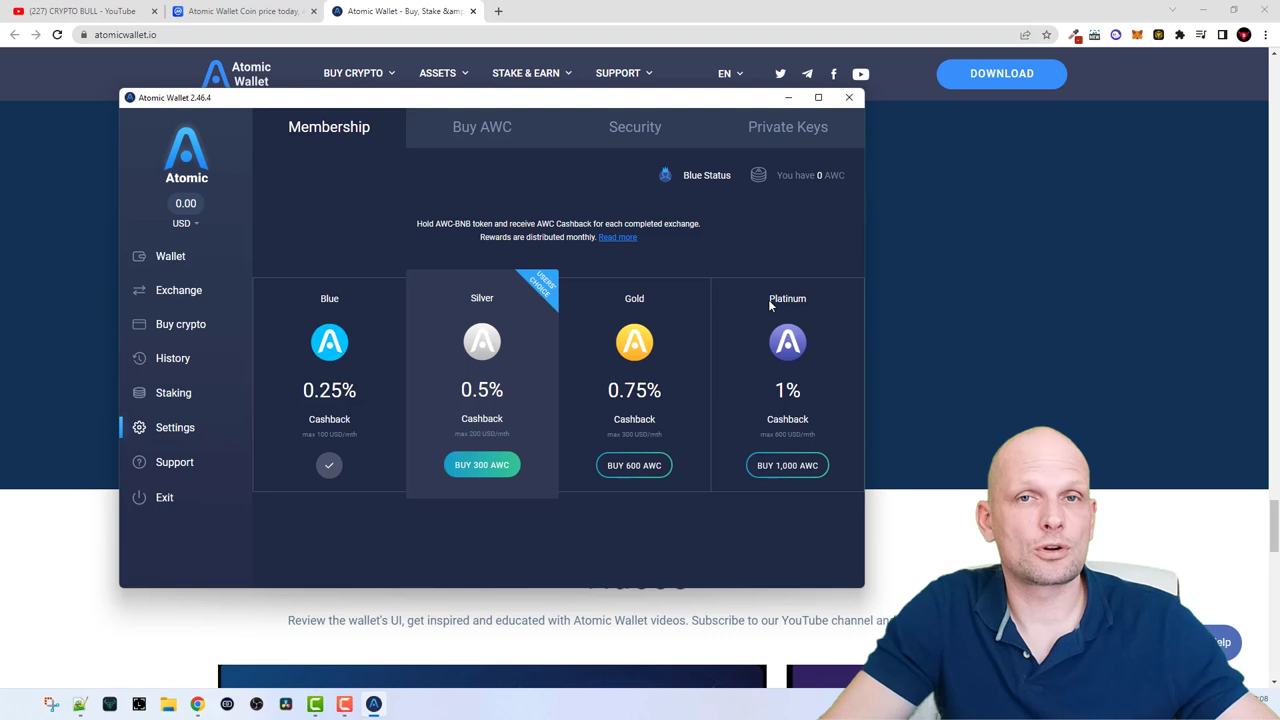 (227) CRYPTO BULL - YouTube
Atomic Wallet Coin price today, A
Atomic Wallet - Buy, Stake &amp
atomicwallet.io
Atomic
Wallet
BUY CRYPTO
ASSETS
STAKE & EARN
SUPPORT
EN
DOWNLOAD
Atomic Wallet 2.46.4
Membership
Buy AWC
Security
Private Keys
Atomic
0.00
USD
Wallet
Exchange
Buy crypto
History
Staking
Settings
Support
Exit
Blue Status
You have 0 AWC
Hold AWC-BNB token and receive AWC Cashback for each completed exchange.
Rewards are distributed monthly. Read more
Blue
0.25%
Cashback
max 100 USD/mth
USERS'
CHOICE
Silver
0.5%
Cashback
max 200 USD/mth
BUY 300 AWC
Gold
0.75%
Cashback
max 300 USD/mth
BUY 600 AWC
Platinum
1%
Cashback
max 600 USD/mth
BUY 1,000 AWC
Review the wallet's UI, get inspired and educated with Atomic Wallet videos. Subscribe to our YouTube channel and
elp
:08